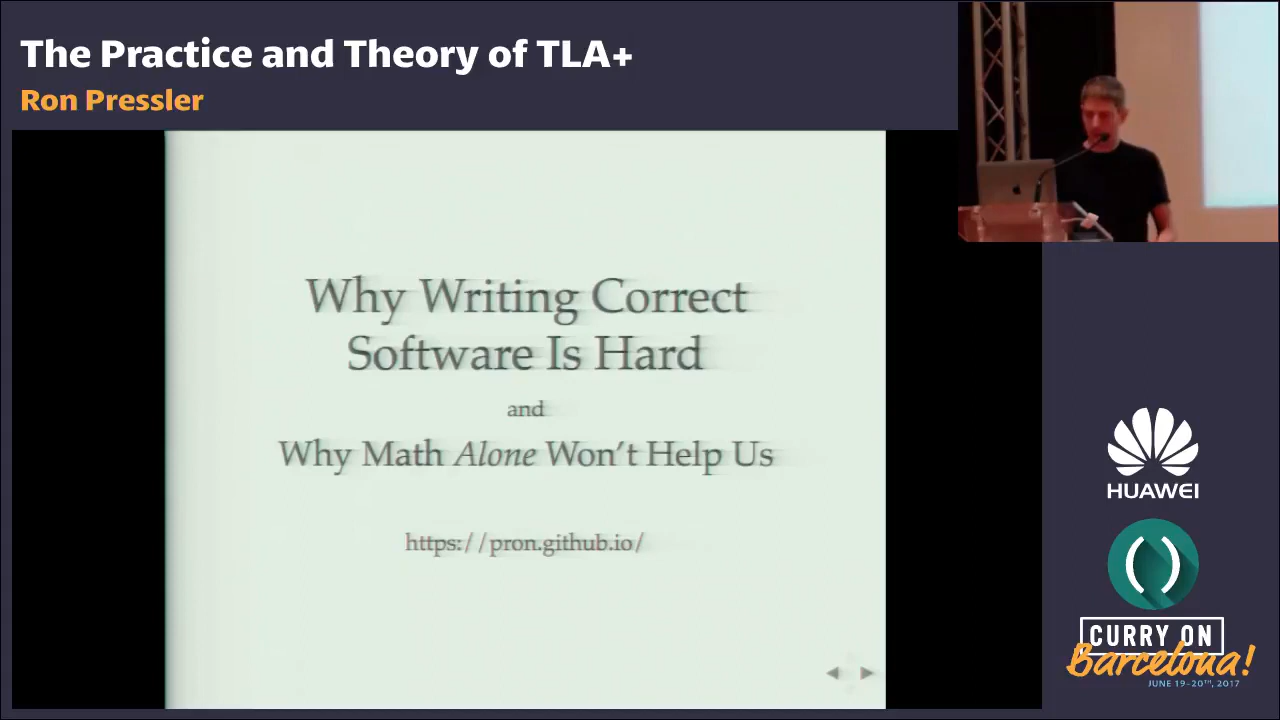 The Practice and Theory of TLA+
Ron Pressler
Why Writing Correct
Software Is Hard
and
Why Math Alone Won't Help Us
https://pron.github.io/
HUAWEI
CURRY ON
Barcelona!
JUNE 19-20TH, 2017